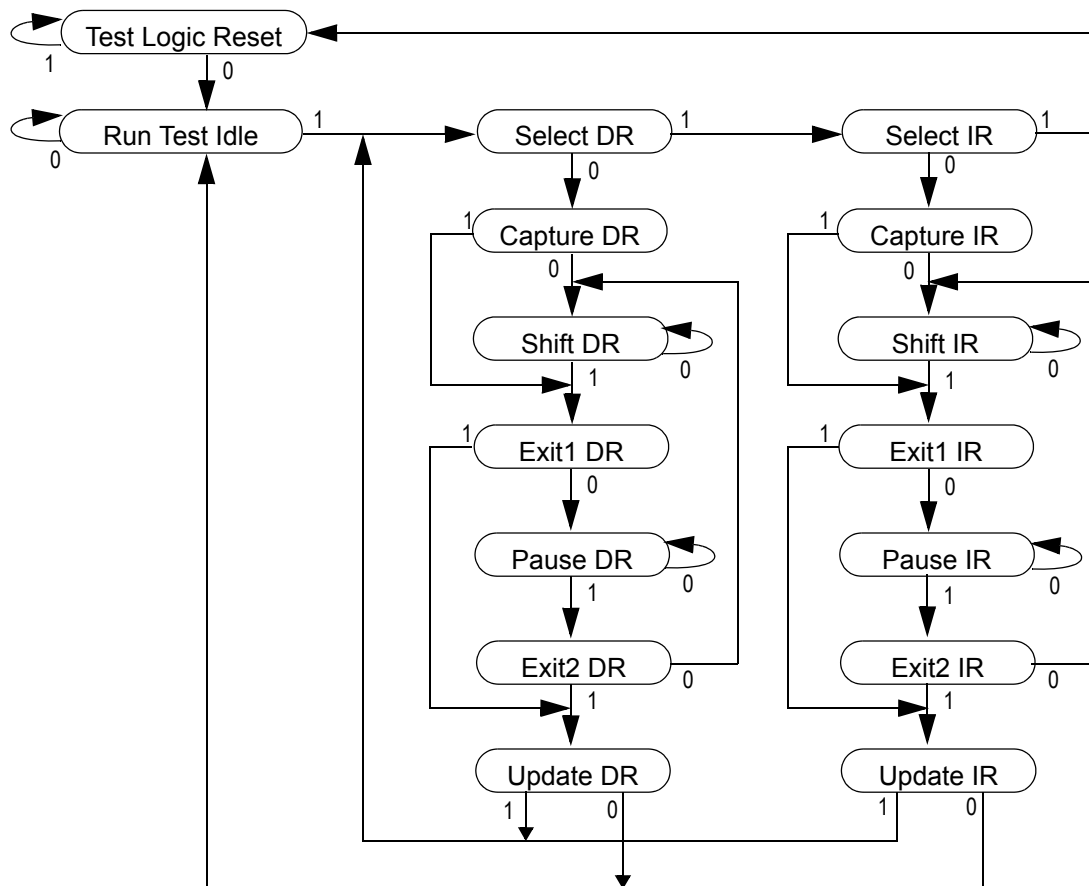 Test Logic Reset
1
0
Run Test Idle
1
Select DR
1
Select IR
1
0
0
0
1
Capture DR
1
Capture IR
0
0
Shift DR
0
Shift IR
0
1
1
1
Exit1 DR
1
Exit1 IR
0
0
Pause DR
0
Pause IR
0
1
1
Exit2 DR
0
Exit2 IR
0
1
1
Update DR
Update IR
1
0
1
0